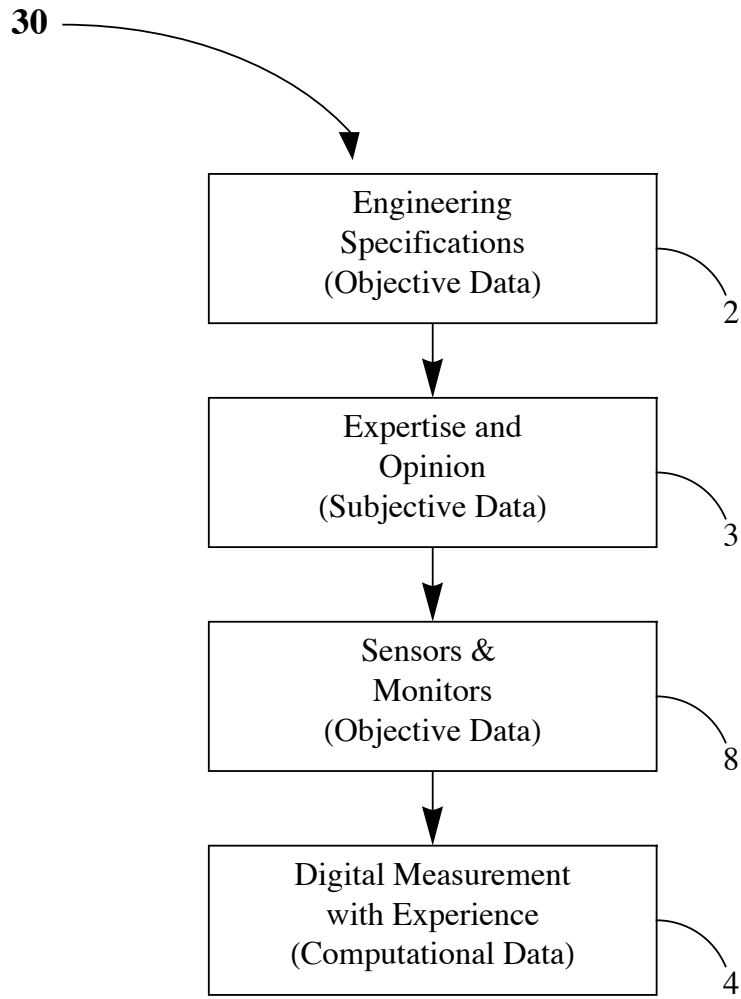 30
Engineering
Specifications
(Objective Data)
2
Expertise and
Opinion
(Subjective Data)
3
Sensors &
Monitors
(Objective Data)
8
Digital Measurement
with Experience
(Computational Data)
4